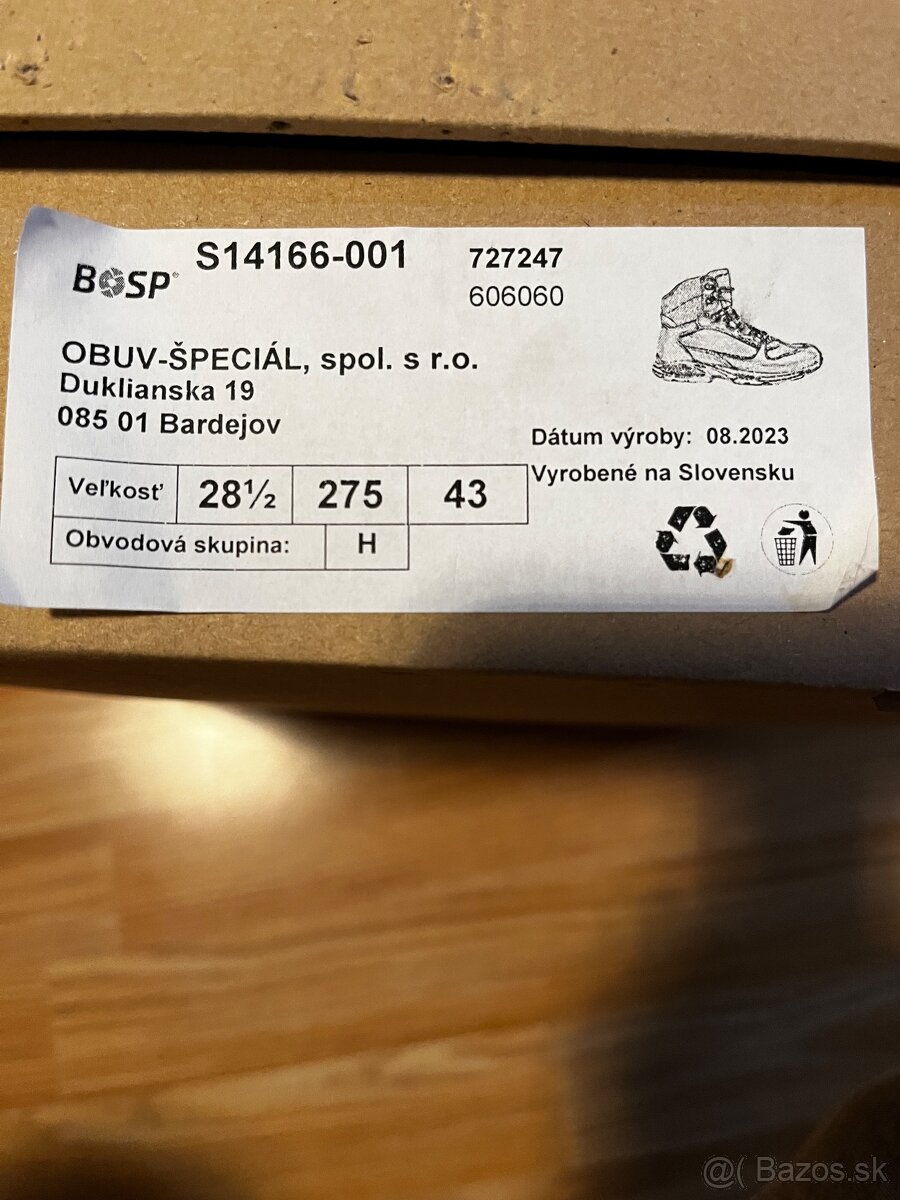 BOSP®
S14166-001
727247
606060
OBUV-ŠPECIÁL, spol. s r.o.
Duklianska 19
085 01 Bardejov
Dátum výroby: 08.2023
Vyrobené na Slovensku
Veľkosť 28½ 275 43
Obvodová skupina: H
@( Bazos.sk